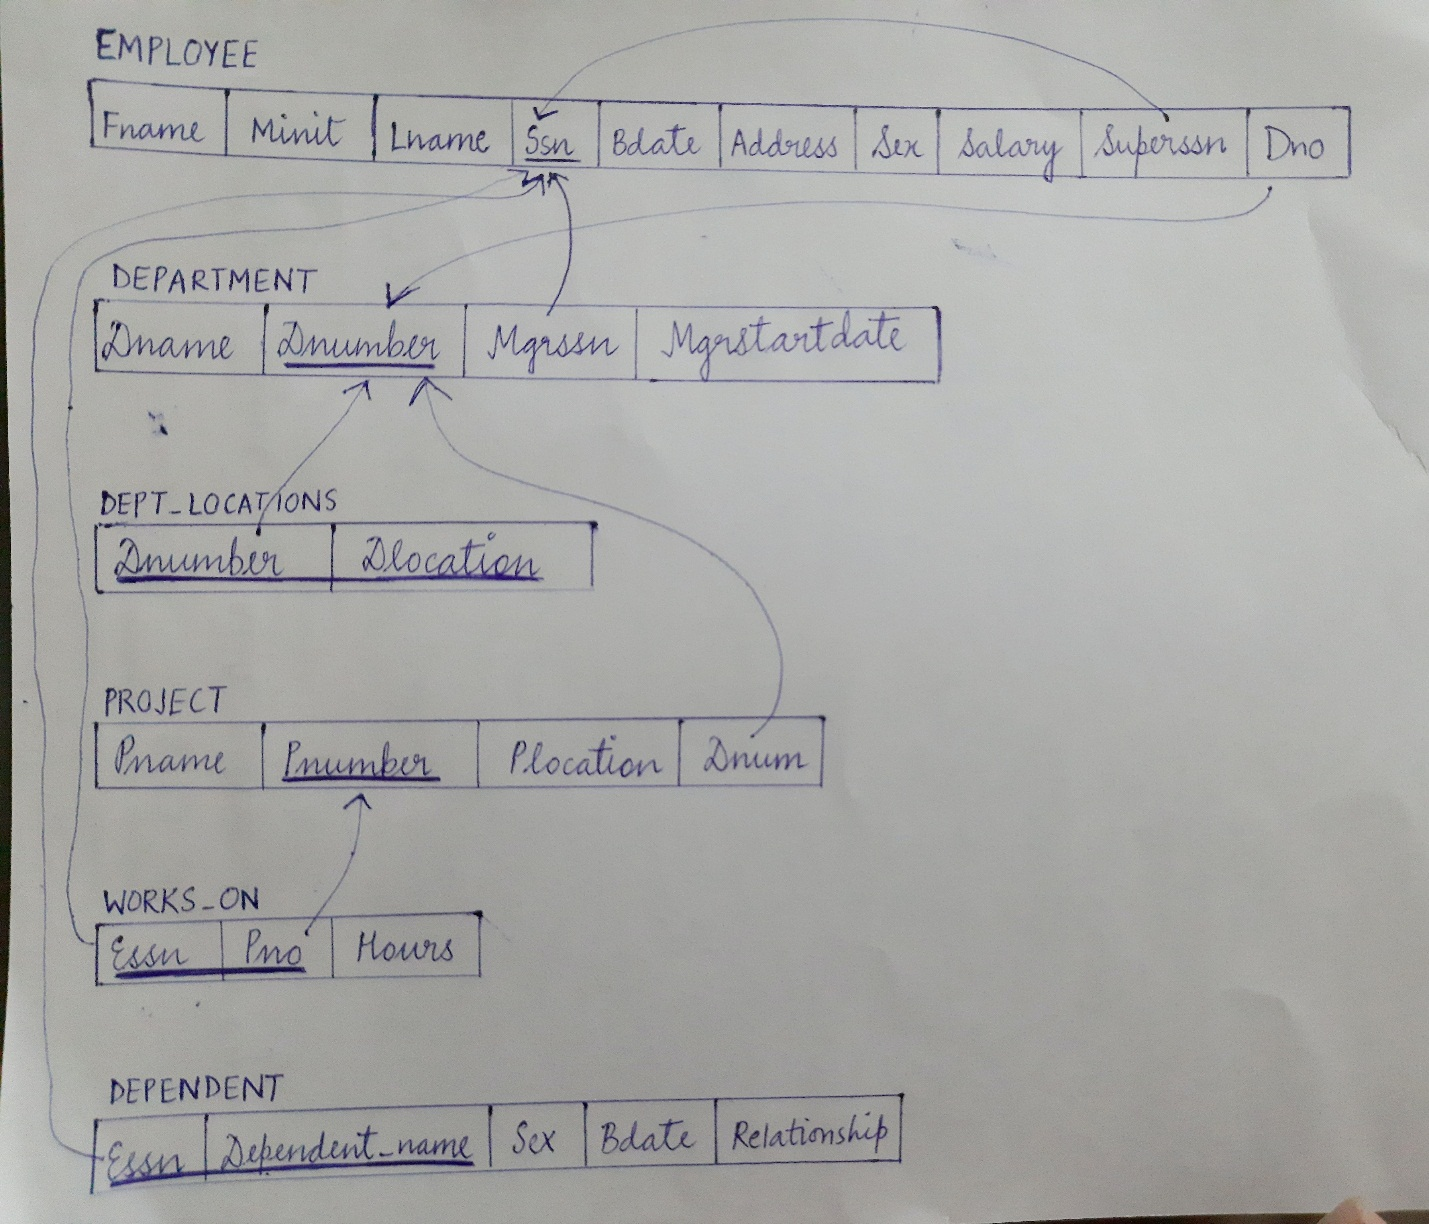 EMPLOYEE
Fname Minit Lname Ssn Bdate Address Sex Salary Superssn Dno
DEPARTMENT
Dname Dnumber Mgrssn Mgrstartdate
DEPT_LOCATIONS
Dnumber Dlocation
PROJECT
Pname Pnumber Plocation Dnum
WORKS_ON
Essn Pno Hours
DEPENDENT
Essn Dependent_name Sex Bdate Relationship